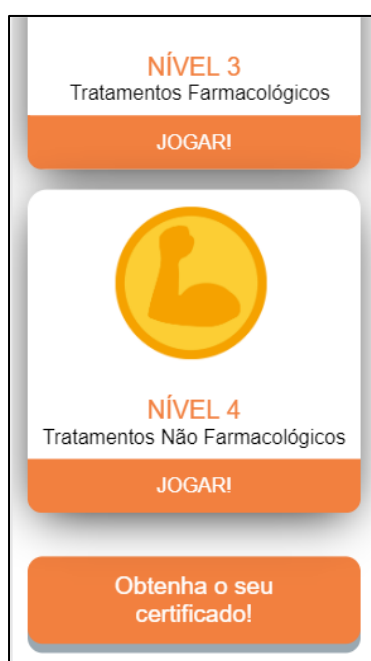 NÍVEL 3
Tratamentos Farmacológicos
JOGAR!
NÍVEL 4
Tratamentos Não Farmacológicos
JOGAR!
Obtenha o seu
certificado!